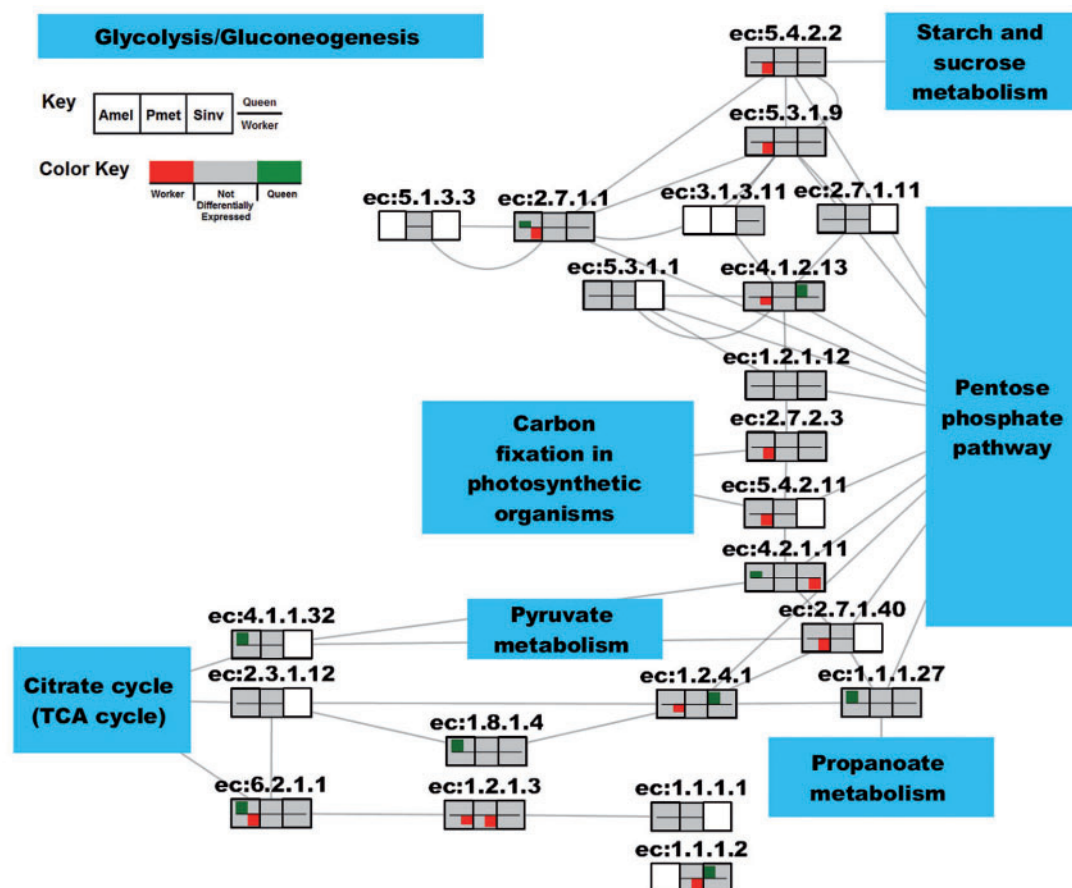 Glycolysis/Gluconeogenesis
Key
Amel Pmet Sinv
Queen
Worker
Color Key
Worker
Not
Differentially
Expressed
Queen
ec:5.4.2.2
Starch and
sucrose
metabolism
ec:5.3.1.9
ec:5.1.3.3
ec:2.7.1.1
ec:3.1.3.11
ec:2.7.1.11
ec:5.3.1.1
ec:4.1.2.13
ec:1.2.1.12
Pentose
phosphate
pathway
Carbon
fixation in
photosynthetic
organisms
ec:2.7.2.3
ec:5.4.2.11
ec:4.2.1.11
ec:4.1.1.32
Pyruvate
metabolism
ec:2.7.1.40
Citrate cycle
(TCA cycle)
ec:2.3.1.12
ec:1.2.4.1
ec:1.1.1.27
ec:1.8.1.4
Propanoate
metabolism
ec:6.2.1.1
ec:1.2.1.3
ec:1.1.1.1
ec:1.1.1.2